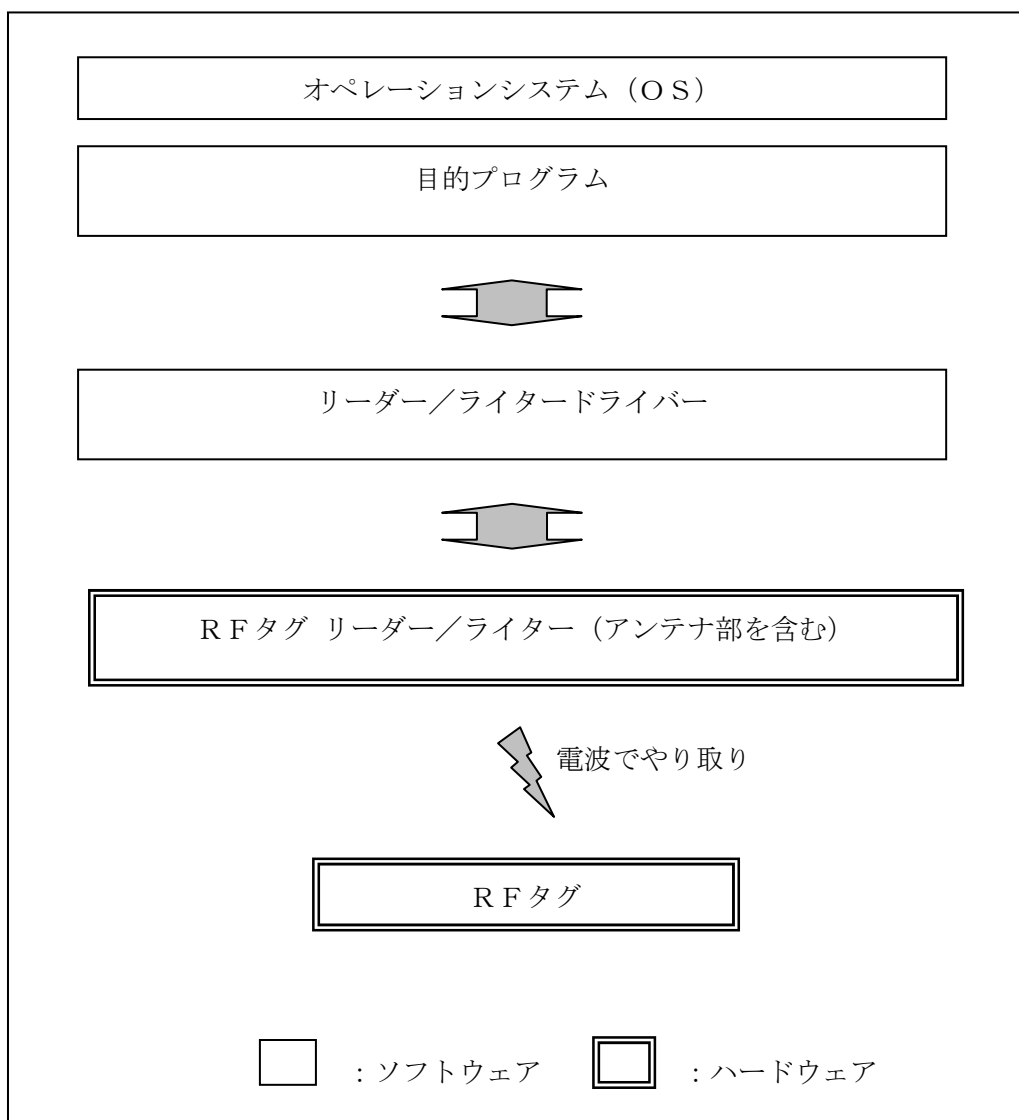 オペレーションシステム（ＯＳ）
目的プログラム
リーダー／ライタードライバー
ＲＦタグ リーダー／ライター（アンテナ部を含む）
電波でやり取り
ＲＦタグ
：ソフトウェア ：ハードウェア